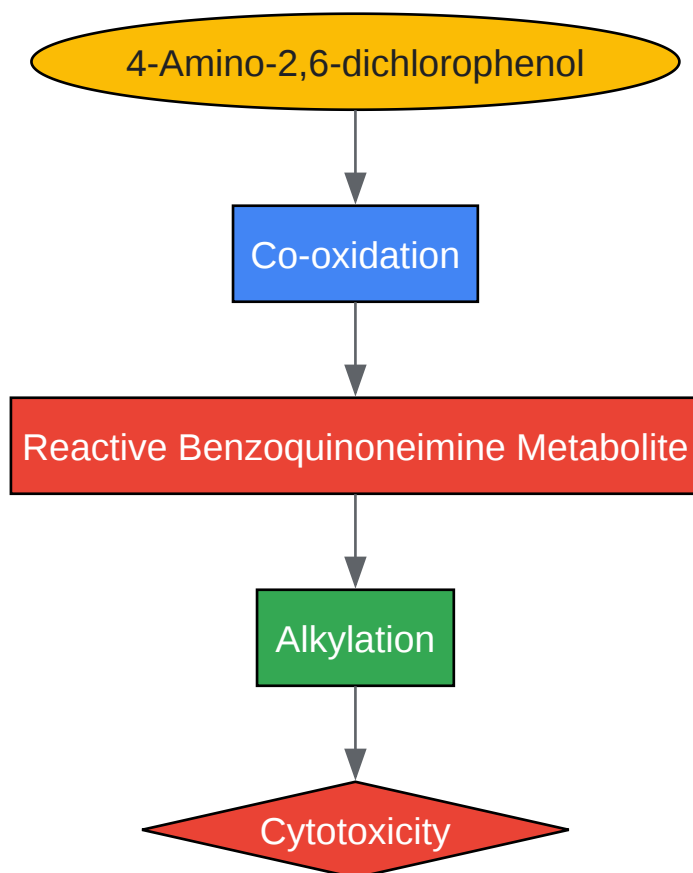 4-Amino-2,6-dichlorophenol
Co-oxidation
Reactive Benzoquinoneimine Metabolite
Alkylation
Cytotoxicity